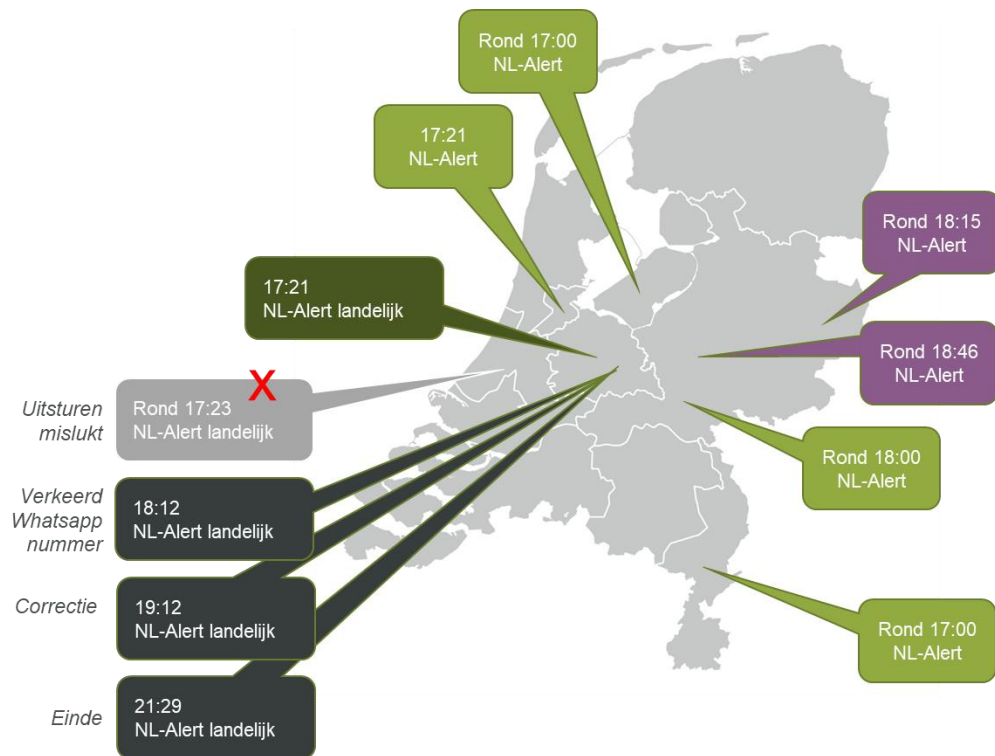 Rond 17:00
NL-Alert
17:21
NL-Alert
Rond 18:15
NL-Alert
17:21
NL-Alert landelijk
Rond 18:46
NL-Alert
X
Uitsturen
mislukt
Rond 17:23
NL-Alert landelijk
Rond 18:00
NL-Alert
Verkeerd
Whatsapp
nummer
18:12
NL-Alert landelijk
Correctie
19:12
NL-Alert landelijk
Rond 17:00
NL-Alert
Einde
21:29
NL-Alert landelijk